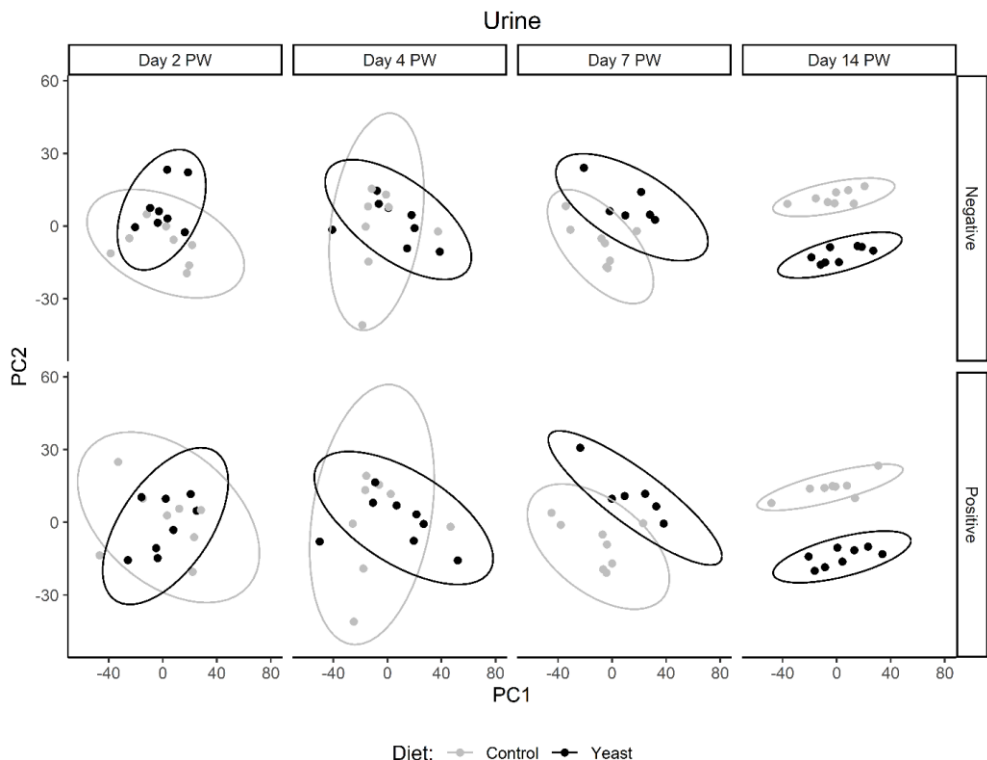 Urine
Day 2 PW Day 4 PW Day 7 PW Day 14 PW
60
30
0
-30
Negative
60
30
0
-30
Positive
PC2
-40 0 40 80 -40 0 40 80 -40 0 40 80 -40 0 40 80
PC1
Diet: Control Yeast